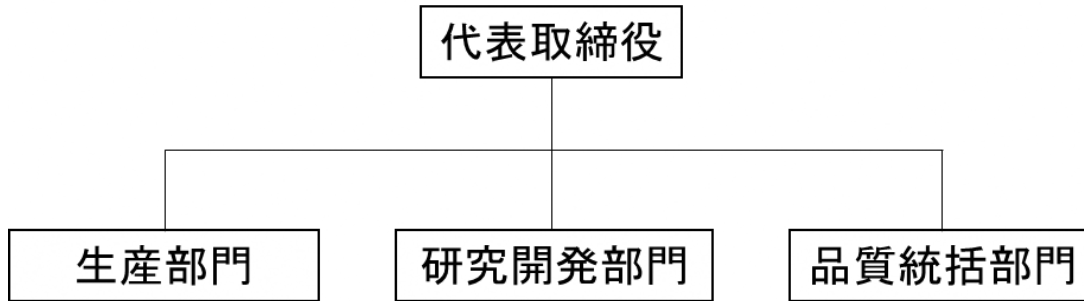 代表取締役
生産部門
研究開発部門
品質統括部門